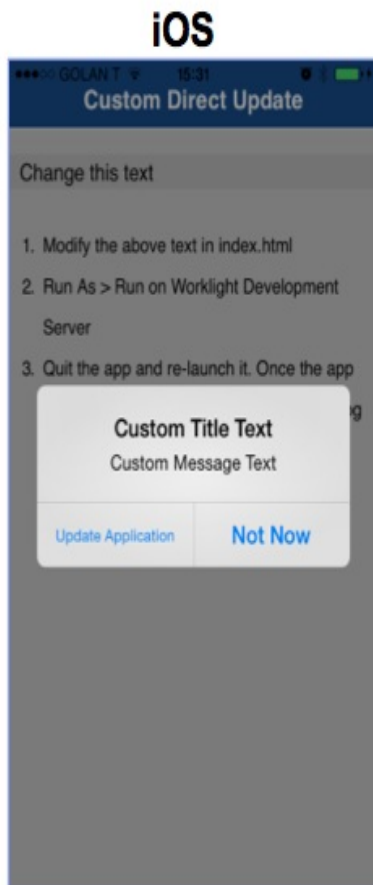 iOS
GOLAN T 15:31
Custom Direct Update
Change this text
1. Modify the above text in index.html
2. Run As > Run on Worklight Development
Server
3. Quit the app and re-launch it. Once the app
Custom Title Text
Custom Message Text
Update Application Not Now